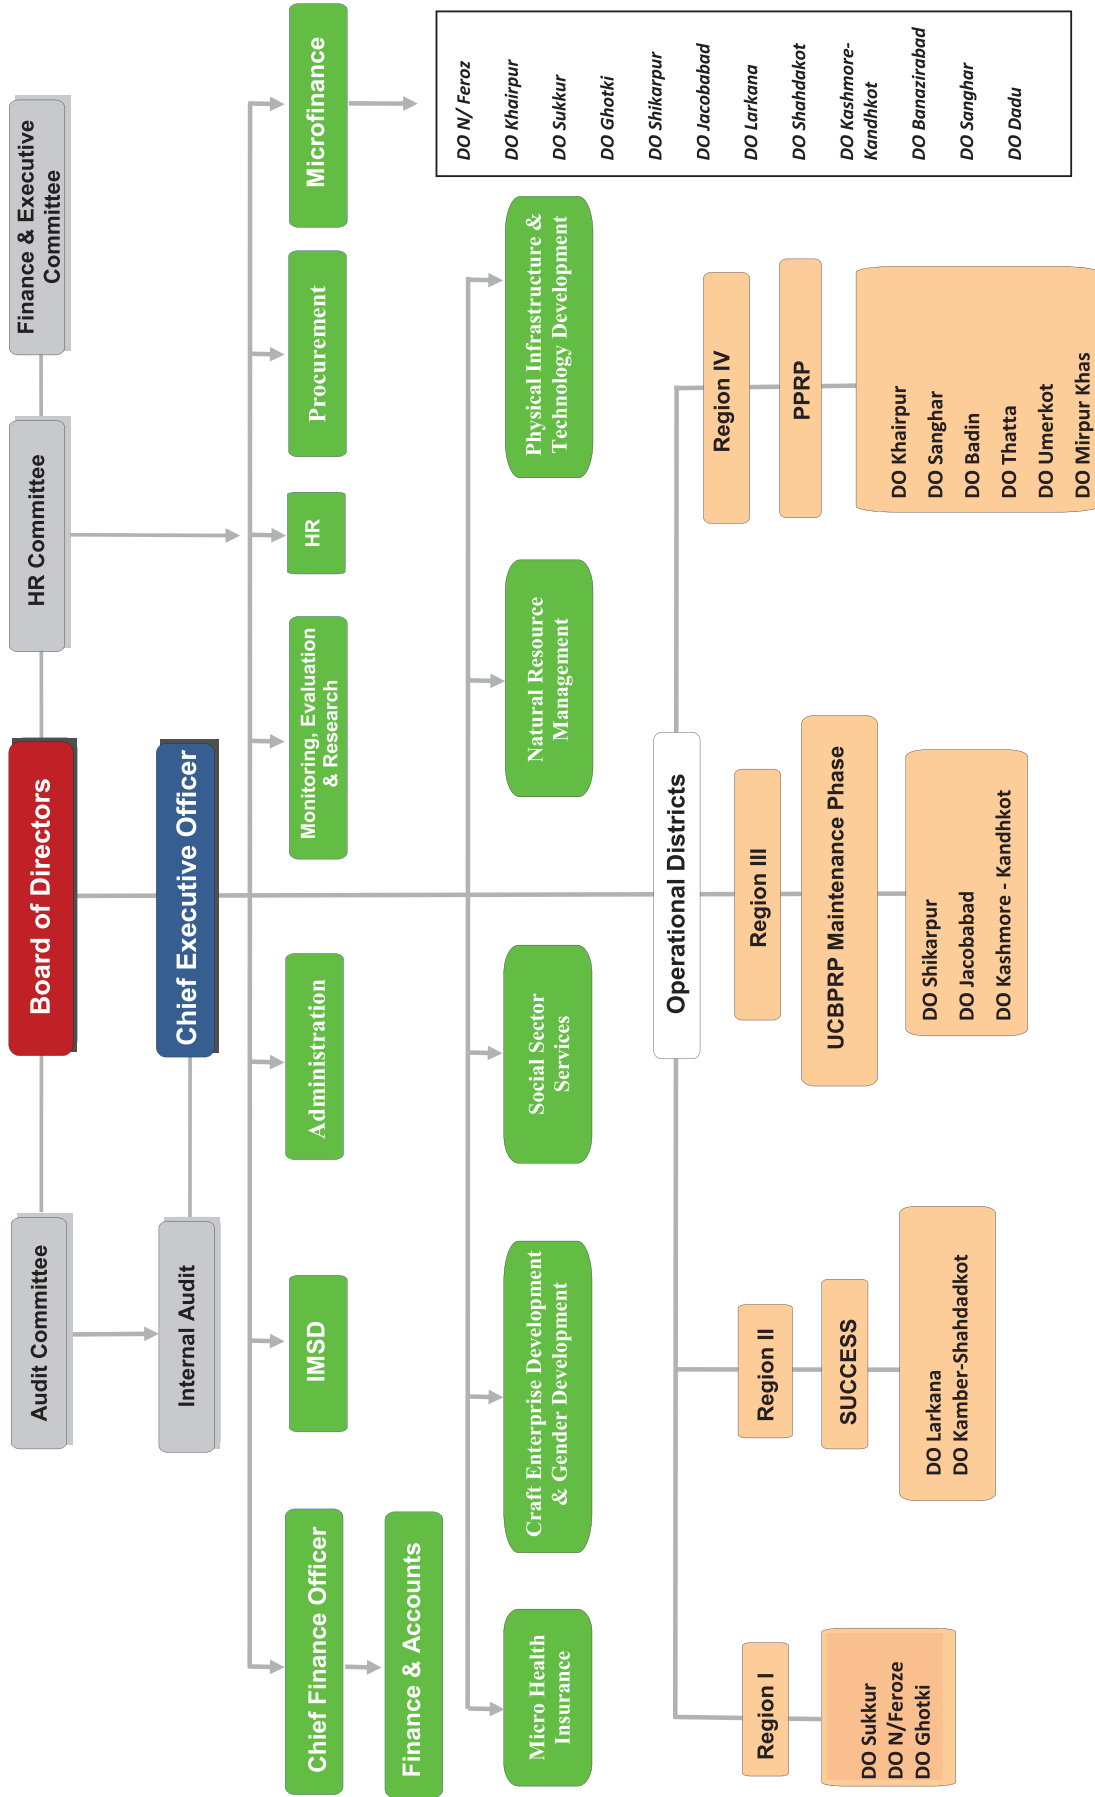 Audit Committee
Board of Directors
HR Committee
Finance & Executive
Committee
Internal Audit
Chief Executive Officer
Chief Finance Officer
IMSD
Administration
Monitoring, Evaluation
& Research
HR
Procurement
Microfinance
Finance & Accounts
DO N/ Feroz
DO Khairpur
DO Sukkur
DO Ghotki
DO Shikarpur
DO Jacobabad
DO Larkana
DO Shahdakot
DO Kashmore-
Kandhkot
DO Banazirabad
DO Sanghar
DO Dadu
Micro Health
Insurance
Craft Enterprise Development
& Gender Development
Social Sector
Services
Natural Resource
Management
Physical Infrastructure &
Technology Development
Operational Districts
Region I
DO Sukkur
DO N/Feroze
DO Ghotki
Region II
SUCCESS
DO Larkana
DO Kamber-Shahdadkot
Region III
UCBPRP Maintenance Phase
DO Shikarpur
DO Jacobabad
DO Kashmore - Kandhkot
Region IV
PPRP
DO Khairpur
DO Sanghar
DO Badin
DO Thatta
DO Umerkot
DO Mirpur Khas